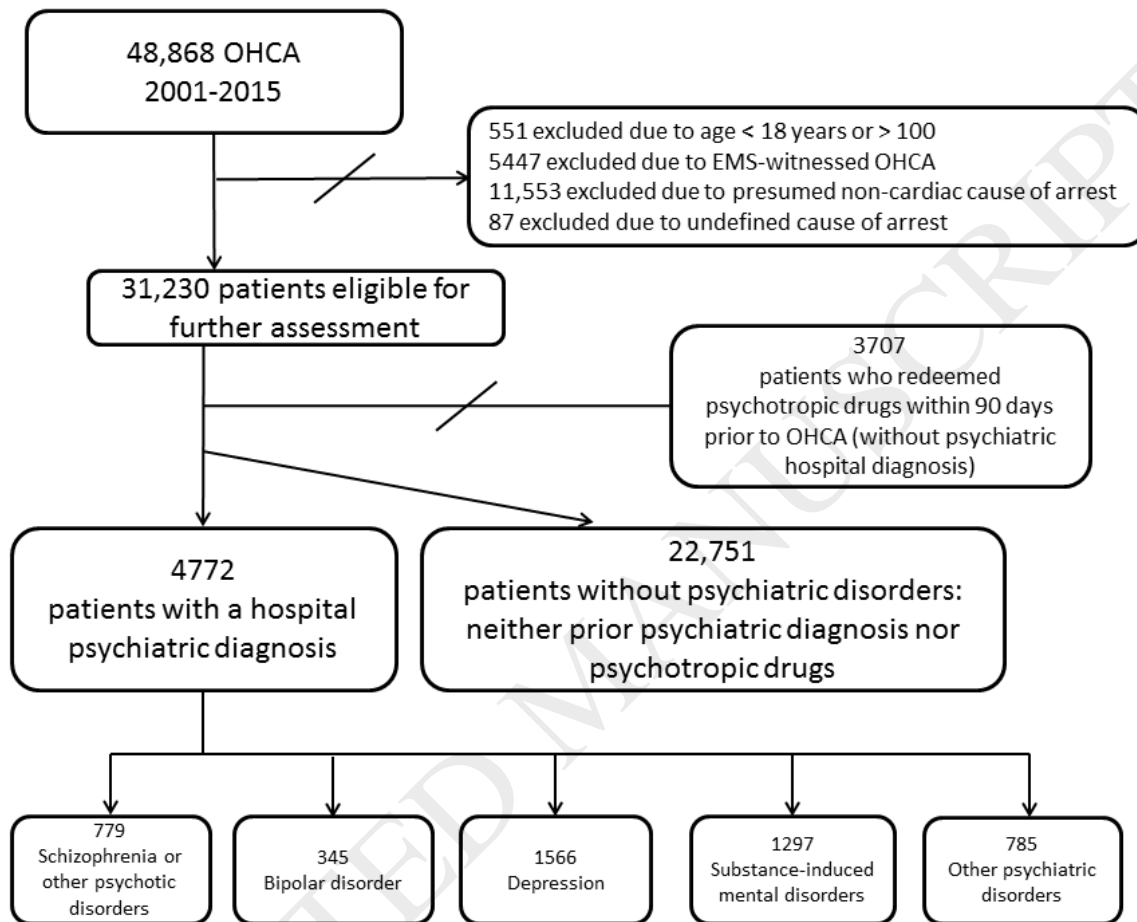 48,868 OHCA
2001-2015
551 excluded due to age < 18 years or > 100
5447 excluded due to EMS-witnessed OHCA
11,553 excluded due to presumed non-cardiac cause of arrest
87 excluded due to undefined cause of arrest
31,230 patients eligible for
further assessment
3707
patients who redeemed
psychotropic drugs within 90 days
prior to OHCA (without psychiatric
hospital diagnosis)
4772
patients with a hospital
psychiatric diagnosis
22,751
patients without psychiatric disorders:
neither prior psychiatric diagnosis nor
psychotropic drugs
779
Schizophrenia or
other psychotic
disorders
345
Bipolar disorder
1566
Depression
1297
Substance-induced
mental disorders
785
Other psychiatric
disorders
TED MANUSCRIPT